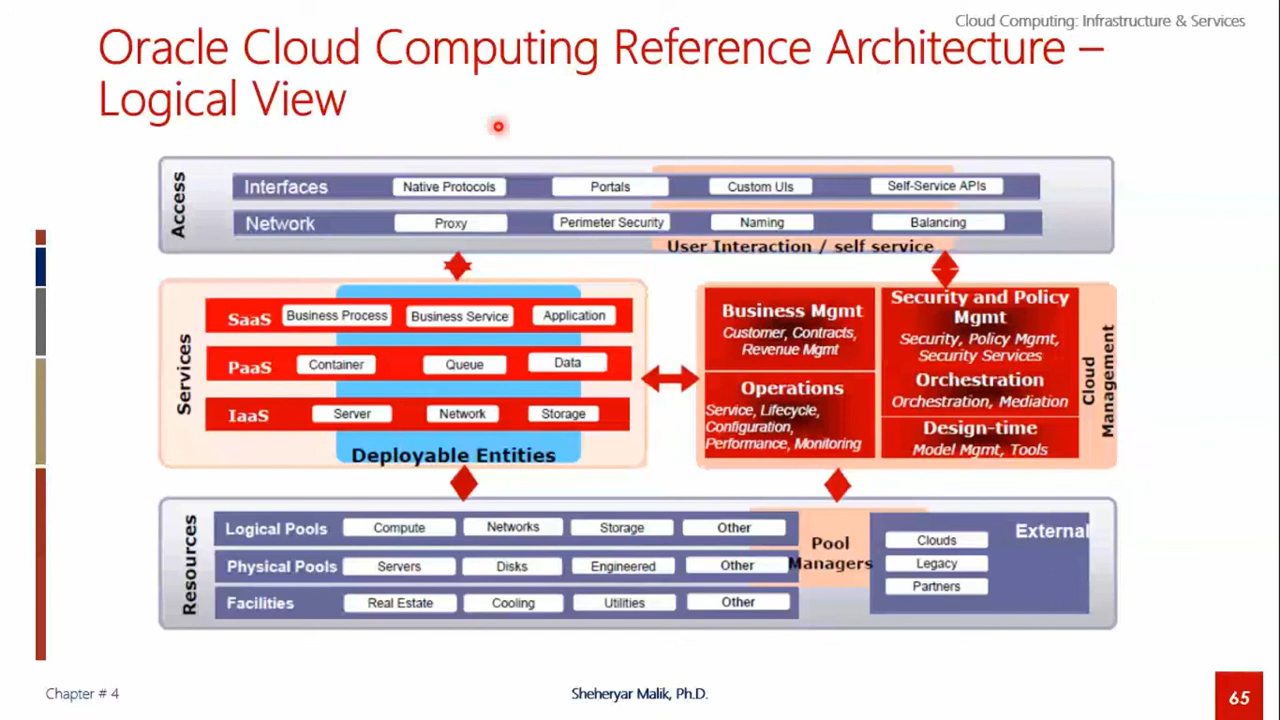 Cloud Computing: Infrastructure & Services
Oracle Cloud Computing Reference Architecture –
Logical View
Access
Interfaces Native Protocols Portals Custom UIs Self-Service APIs
Network Proxy Perimeter Security Naming Balancing
User Interaction / self service
Services
SaaS Business Process Business Service Application
PaaS Container Queue Data
IaaS Server Network Storage
Deployable Entities
Business Mgmt
Customer, Contracts,
Revenue Mgmt
Operations
Service, Lifecycle,
Configuration,
Performance, Monitoring
Security and Policy
Mgmt
Security, Policy Mgmt,
Security Services
Orchestration
Orchestration, Mediation
Design-time
Model Mgmt, Tools
Cloud
Management
Resources
Logical Pools Compute Networks Storage Other
Physical Pools Servers Disks Engineered Other
Facilities Real Estate Cooling Utilities Other
Pool
Managers
External
Clouds
Legacy
Partners
Chapter # 4
Sheheryar Malik, Ph.D.
65